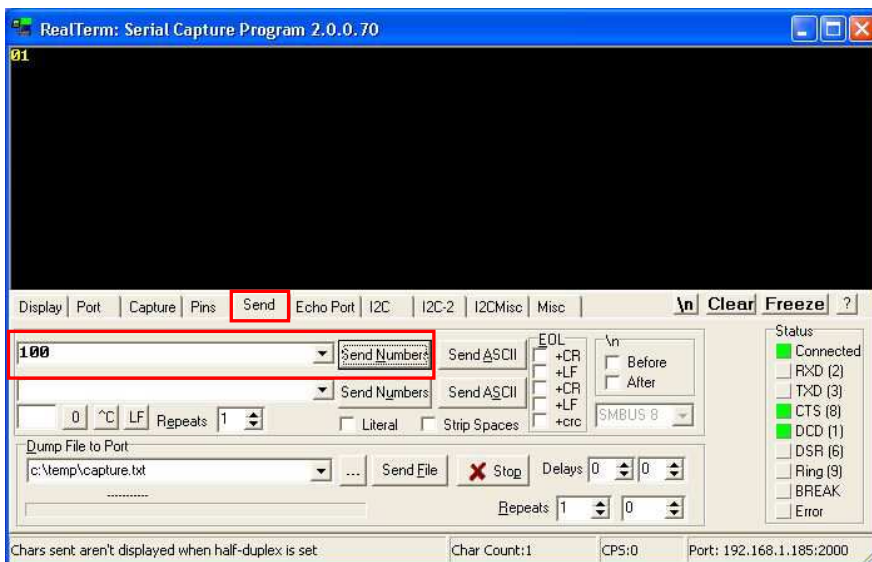 RealTerm: Serial Capture Program 2.0.0.70
01
Display Port Capture Pins Send Echo Port I2C I2C-2 I2CMisc Misc \n Clear Freeze ?
100 Send Numbers Send ASCII
Send Numbers Send ASCII
0 ^C LF Repeats 1 Literal Strip Spaces
EOL
+CR
+LF
+CR
+LF
+crc
\n
Before
After
SMBUS 8
Dump File to Port
c:\temp\capture.txt ... Send File Stop Delays 0 0
Repeats 1 0
Status
Connected
RXD (2)
TXD (3)
CTS (8)
DCD (1)
DSR (6)
Ring (9)
BREAK
Error
Chars sent aren't displayed when half-duplex is set Char Count:1 CPS:0 Port: 192.168.1.185:2000